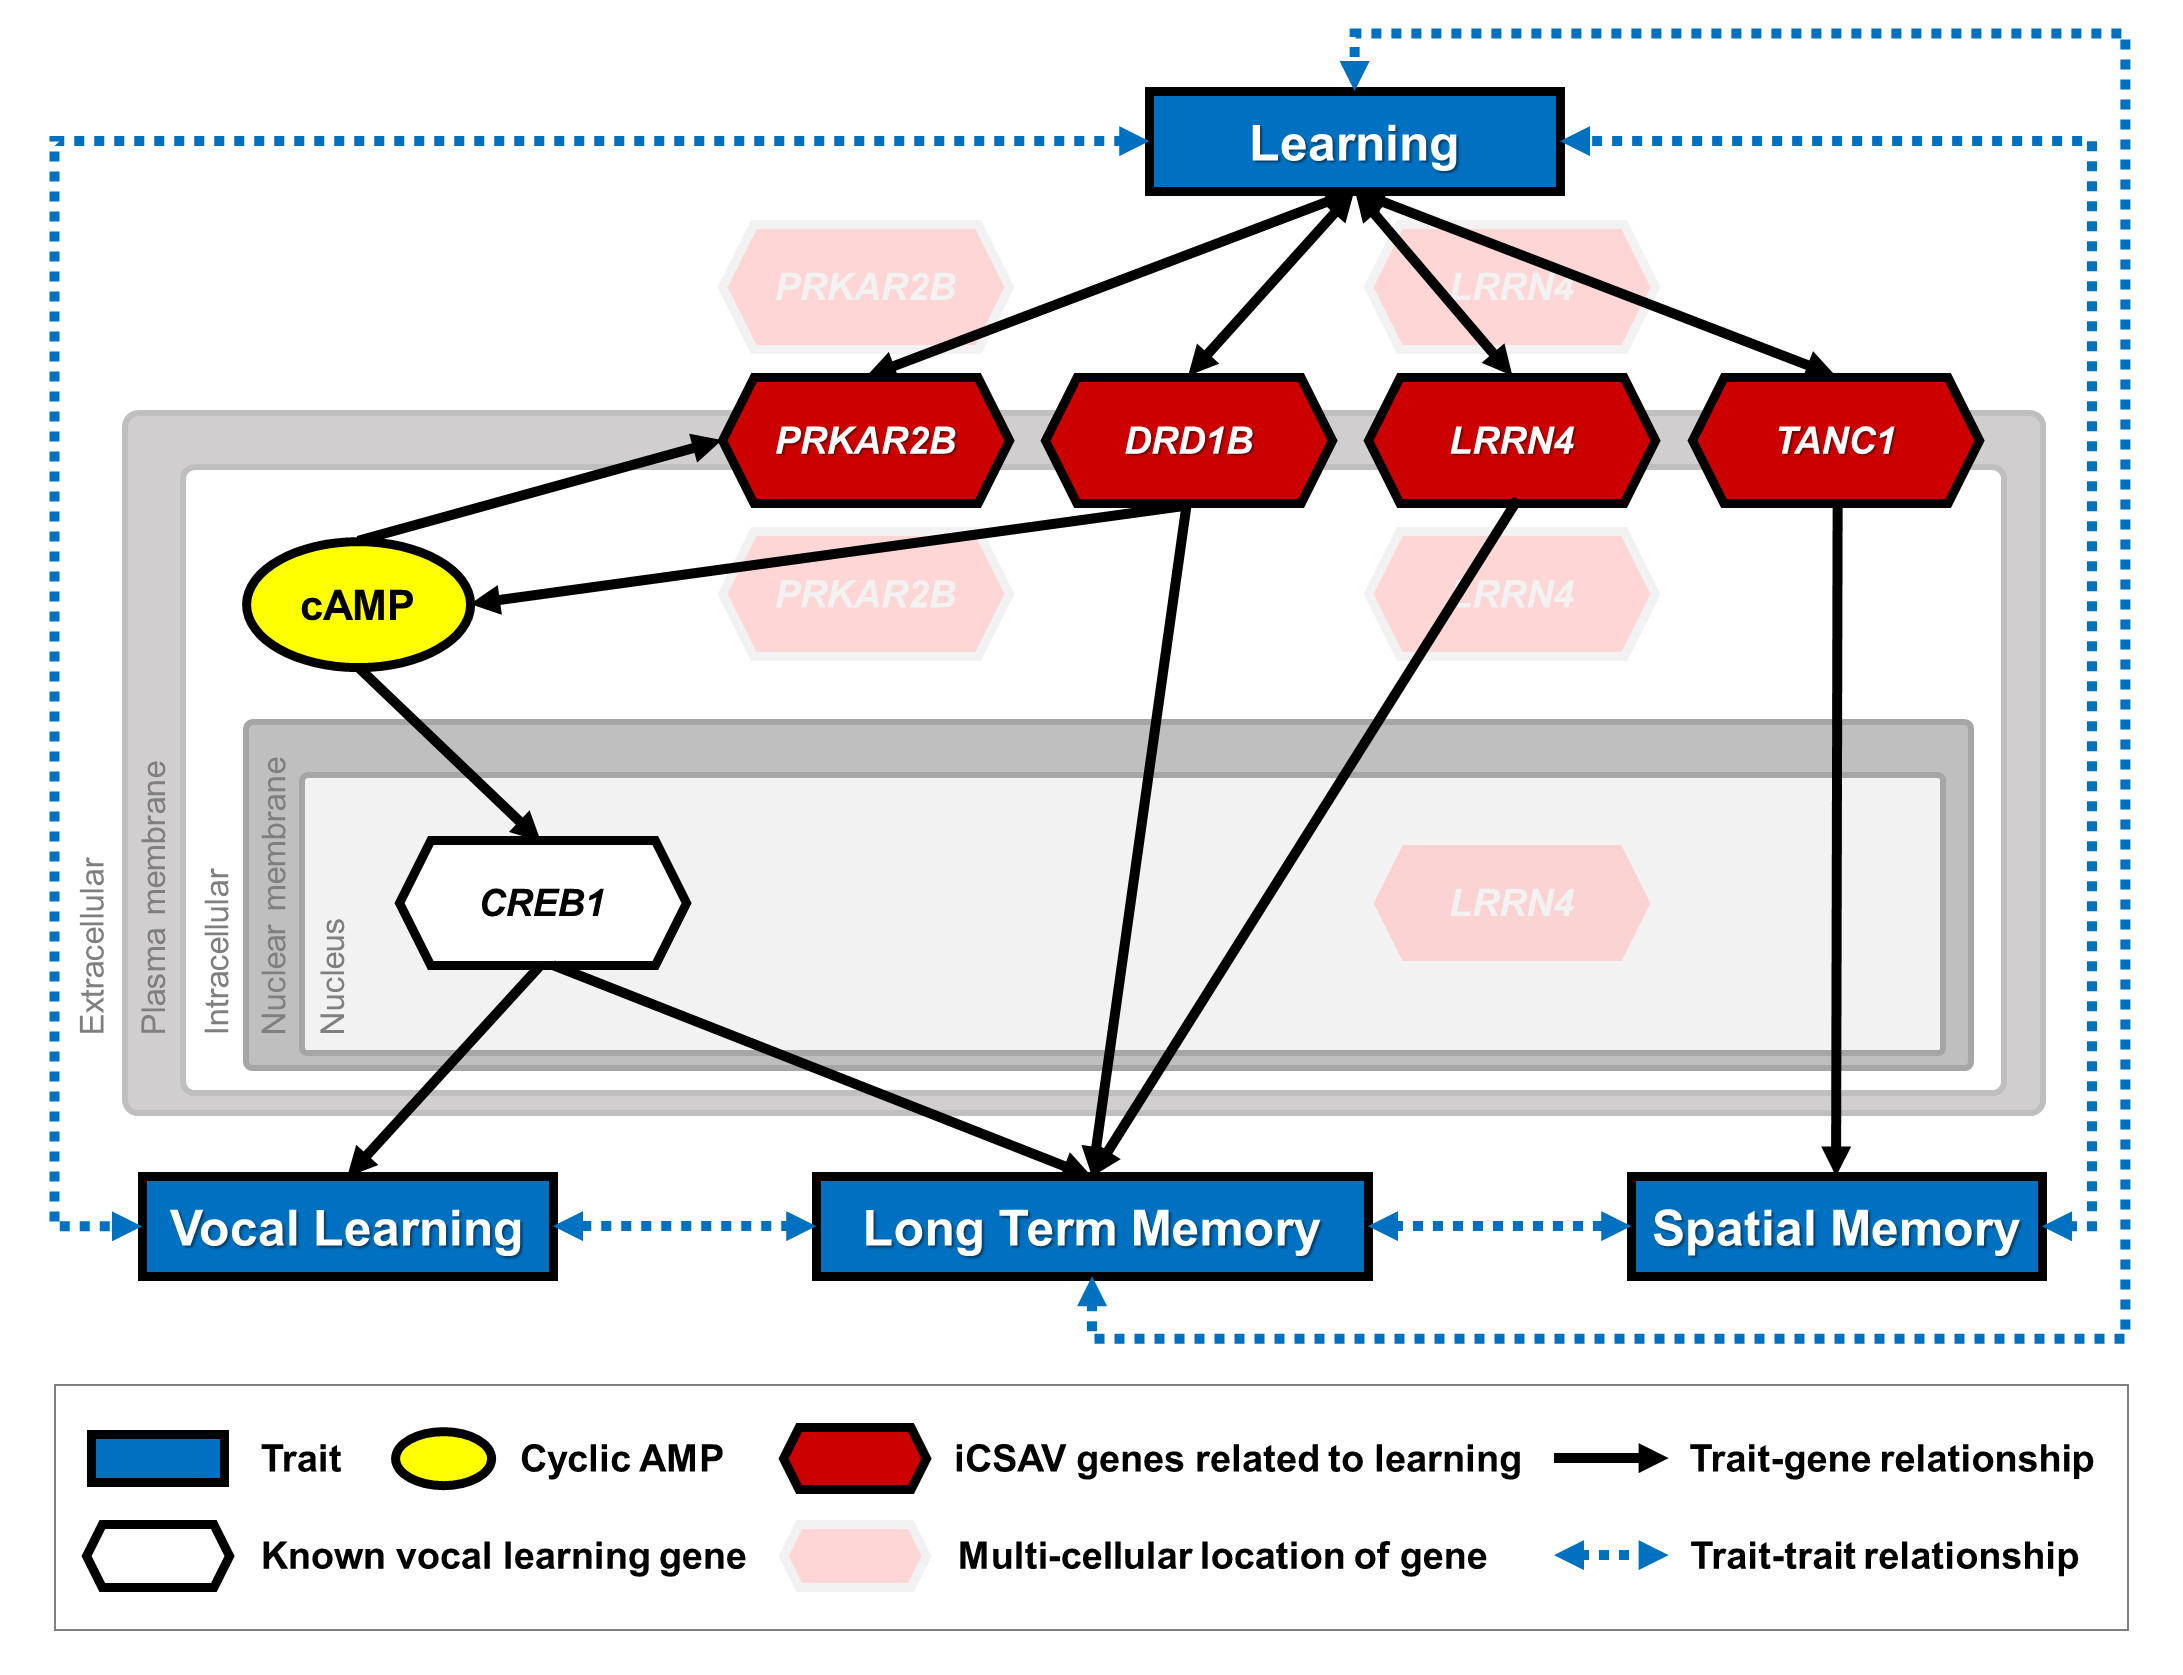 Learning
PRKAR2B
LRRN4
PRKAR2B
DRD1B
LRRN4
TANC1
cAMP
PRKAR2B
LRRN4
Extracellular
Plasma membrane
Intracellular
Nuclear membrane
Nucleus
CREB1
LRRN4
Vocal Learning
Long Term Memory
Spatial Memory
Trait
Cyclic AMP
iCSAV genes related to learning
Trait-gene relationship
Known vocal learning gene
Multi-cellular location of gene
Trait-trait relationship